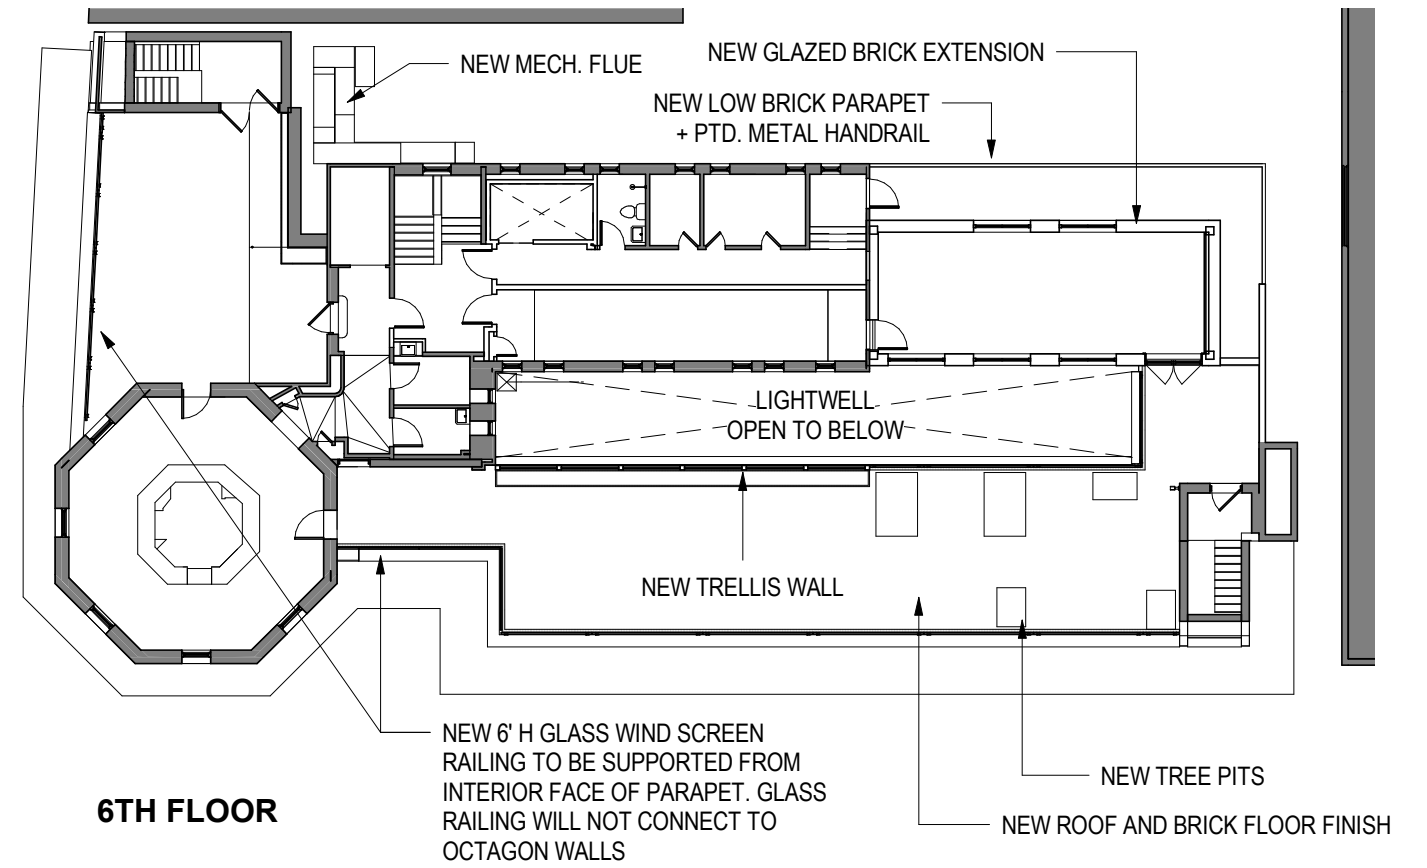 NEW MECH. FLUE
NEW GLAZED BRICK EXTENSION
NEW LOW BRICK PARAPET
+ PTD. METAL HANDRAIL
LIGHTWELL
OPEN TO BELOW
NEW TRELLIS WALL
NEW 6' H GLASS WIND SCREEN
RAILING TO BE SUPPORTED FROM
INTERIOR FACE OF PARAPET. GLASS
RAILING WILL NOT CONNECT TO
OCTAGON WALLS
NEW TREE PITS
NEW ROOF AND BRICK FLOOR FINISH
6TH FLOOR